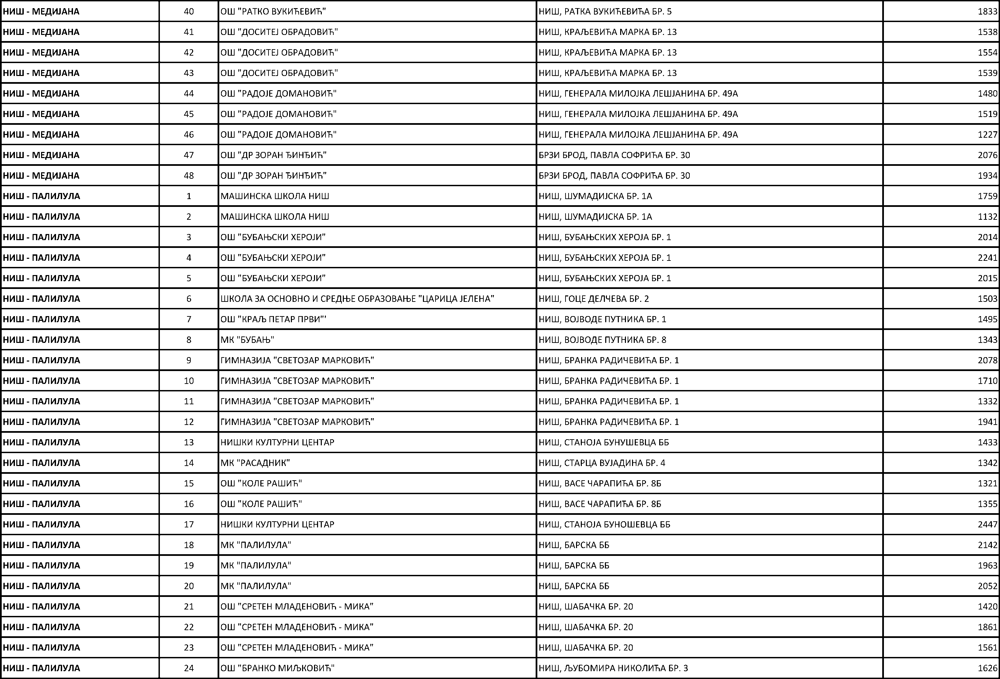 НИШ - МЕДИЈАНА 40 ОШ "РАТКО ВУКИЋЕВИЋ" НИШ, РАТКА ВУКИЋЕВИЋА БР. 5 1833
НИШ - МЕДИЈАНА 41 ОШ "ДОСИТЕЈ ОБРАДОВИЋ" НИШ, КРАЉЕВИЋА МАРКА БР. 13 1538
НИШ - МЕДИЈАНА 42 ОШ "ДОСИТЕЈ ОБРАДОВИЋ" НИШ, КРАЉЕВИЋА МАРКА БР. 13 1554
НИШ - МЕДИЈАНА 43 ОШ "ДОСИТЕЈ ОБРАДОВИЋ" НИШ, КРАЉЕВИЋА МАРКА БР. 13 1539
НИШ - МЕДИЈАНА 44 ОШ "РАДОЈЕ ДОМАНОВИЋ" НИШ, ГЕНЕРАЛА МИЛОЈКА ЛЕШЈАНИНА БР. 49А 1480
НИШ - МЕДИЈАНА 45 ОШ "РАДОЈЕ ДОМАНОВИЋ" НИШ, ГЕНЕРАЛА МИЛОЈКА ЛЕШЈАНИНА БР. 49А 1519
НИШ - МЕДИЈАНА 46 ОШ "РАДОЈЕ ДОМАНОВИЋ" НИШ, ГЕНЕРАЛА МИЛОЈКА ЛЕШЈАНИНА БР. 49А 1227
НИШ - МЕДИЈАНА 47 ОШ "ДР ЗОРАН ЂИНЂИЋ" БРЗИ БРОД, ПАВЛА СОФРИЋА БР. 30 2076
НИШ - МЕДИЈАНА 48 ОШ "ДР ЗОРАН ЂИНЂИЋ" БРЗИ БРОД, ПАВЛА СОФРИЋА БР. 30 1934
НИШ - ПАЛИЛУЛА 1 МАШИНСКА ШКОЛА НИШ НИШ, ШУМАДИЈСКА БР. 1А 1759
НИШ - ПАЛИЛУЛА 2 МАШИНСКА ШКОЛА НИШ НИШ, ШУМАДИЈСКА БР. 1А 1132
НИШ - ПАЛИЛУЛА 3 ОШ "БУБАЊСКИ ХЕРОЈИ" НИШ, БУБАЊСКИХ ХЕРОЈА БР. 1 2014
НИШ - ПАЛИЛУЛА 4 ОШ "БУБАЊСКИ ХЕРОЈИ" НИШ, БУБАЊСКИХ ХЕРОЈА БР. 1 2241
НИШ - ПАЛИЛУЛА 5 ОШ "БУБАЊСКИ ХЕРОЈИ" НИШ, БУБАЊСКИХ ХЕРОЈА БР. 1 2015
НИШ - ПАЛИЛУЛА 6 ШКОЛА ЗА ОСНОВНО И СРЕДЊЕ ОБРАЗОВАЊЕ "ЦАРИЦА ЈЕЛЕНА" НИШ, ГОЦЕ ДЕЛЧЕВА БР. 2 1503
НИШ - ПАЛИЛУЛА 7 ОШ "КРАЉ ПЕТАР ПРВИ"' НИШ, ВОЈВОДЕ ПУТНИКА БР. 1 1495
НИШ - ПАЛИЛУЛА 8 МК "БУБАЊ" НИШ, ВОЈВОДЕ ПУТНИКА БР. 8 1343
НИШ - ПАЛИЛУЛА 9 ГИМНАЗИЈА "СВЕТОЗАР МАРКОВИЋ" НИШ, БРАНКА РАДИЧЕВИЋА БР. 1 2078
НИШ - ПАЛИЛУЛА 10 ГИМНАЗИЈА "СВЕТОЗАР МАРКОВИЋ" НИШ, БРАНКА РАДИЧЕВИЋА БР. 1 1710
НИШ - ПАЛИЛУЛА 11 ГИМНАЗИЈА "СВЕТОЗАР МАРКОВИЋ" НИШ, БРАНКА РАДИЧЕВИЋА БР. 1 1332
НИШ - ПАЛИЛУЛА 12 ГИМНАЗИЈА "СВЕТОЗАР МАРКОВИЋ" НИШ, БРАНКА РАДИЧЕВИЋА БР. 1 1941
НИШ - ПАЛИЛУЛА 13 НИШКИ КУЛТУРНИ ЦЕНТАР НИШ, СТАНОЈА БУНУШЕВЦА ББ 1433
НИШ - ПАЛИЛУЛА 14 МК "РАСАДНИК" НИШ, СТАРЦА ВУЈАДИНА БР. 4 1342
НИШ - ПАЛИЛУЛА 15 ОШ "КОЛЕ РАШИЋ" НИШ, ВАСЕ ЧАРАПИЋА БР. 8Б 1321
НИШ - ПАЛИЛУЛА 16 ОШ "КОЛЕ РАШИЋ" НИШ, ВАСЕ ЧАРАПИЋА БР. 8Б 1355
НИШ - ПАЛИЛУЛА 17 НИШКИ КУЛТУРНИ ЦЕНТАР НИШ, СТАНОЈА БУНОШЕВЦА ББ 2447
НИШ - ПАЛИЛУЛА 18 МК "ПАЛИЛУЛА" НИШ, БАРСКА ББ 2142
НИШ - ПАЛИЛУЛА 19 МК "ПАЛИЛУЛА" НИШ, БАРСКА ББ 1963
НИШ - ПАЛИЛУЛА 20 МК "ПАЛИЛУЛА" НИШ, БАРСКА ББ 2052
НИШ - ПАЛИЛУЛА 21 ОШ "СРЕТЕН МЛАДЕНОВИЋ - МИКА" НИШ, ШАБАЧКА БР. 20 1420
НИШ - ПАЛИЛУЛА 22 ОШ "СРЕТЕН МЛАДЕНОВИЋ - МИКА" НИШ, ШАБАЧКА БР. 20 1861
НИШ - ПАЛИЛУЛА 23 ОШ "СРЕТЕН МЛАДЕНОВИЋ - МИКА" НИШ, ШАБАЧКА БР. 20 1561
НИШ - ПАЛИЛУЛА 24 ОШ "БРАНКО МИЉКОВИЋ" НИШ, ЉУБОМИРА НИКОЛИЋА БР. 3 1626